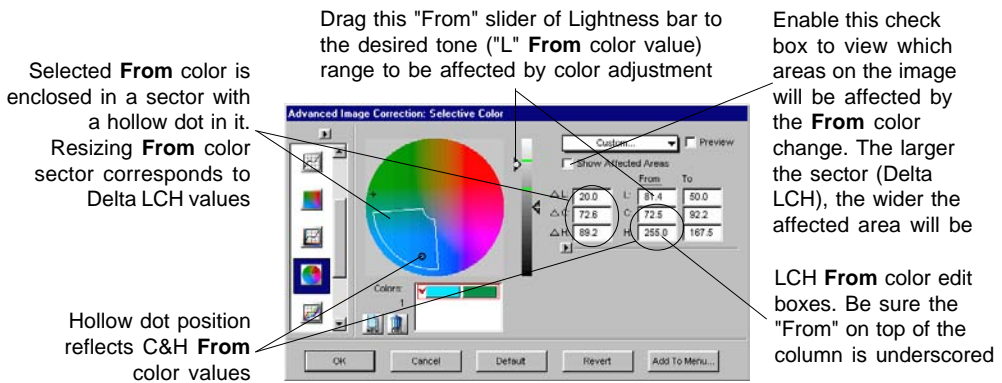 Drag this "From" slider of Lightness bar to
the desired tone ("L" From color value)
range to be affected by color adjustment
Selected From color is
enclosed in a sector with
a hollow dot in it.
Resizing From color
sector corresponds to
Delta LCH values
Hollow dot position
reflects C&H From
color values
Advanced Image Correction: Selective Color
Custom...
Preview
Show Affected Areas
From To
△L: 20.0 L: 81.4 50.0
△C: 72.6 C: 72.5 92.2
△H: 89.2 H: 255.0 167.5
Colors:
1
OK Cancel Default Revert Add To Menu...
Enable this check
box to view which
areas on the image
will be affected by
the From color
change. The larger
the sector (Delta
LCH), the wider the
affected area will be
LCH From color edit
boxes. Be sure the
"From" on top of the
column is underscored